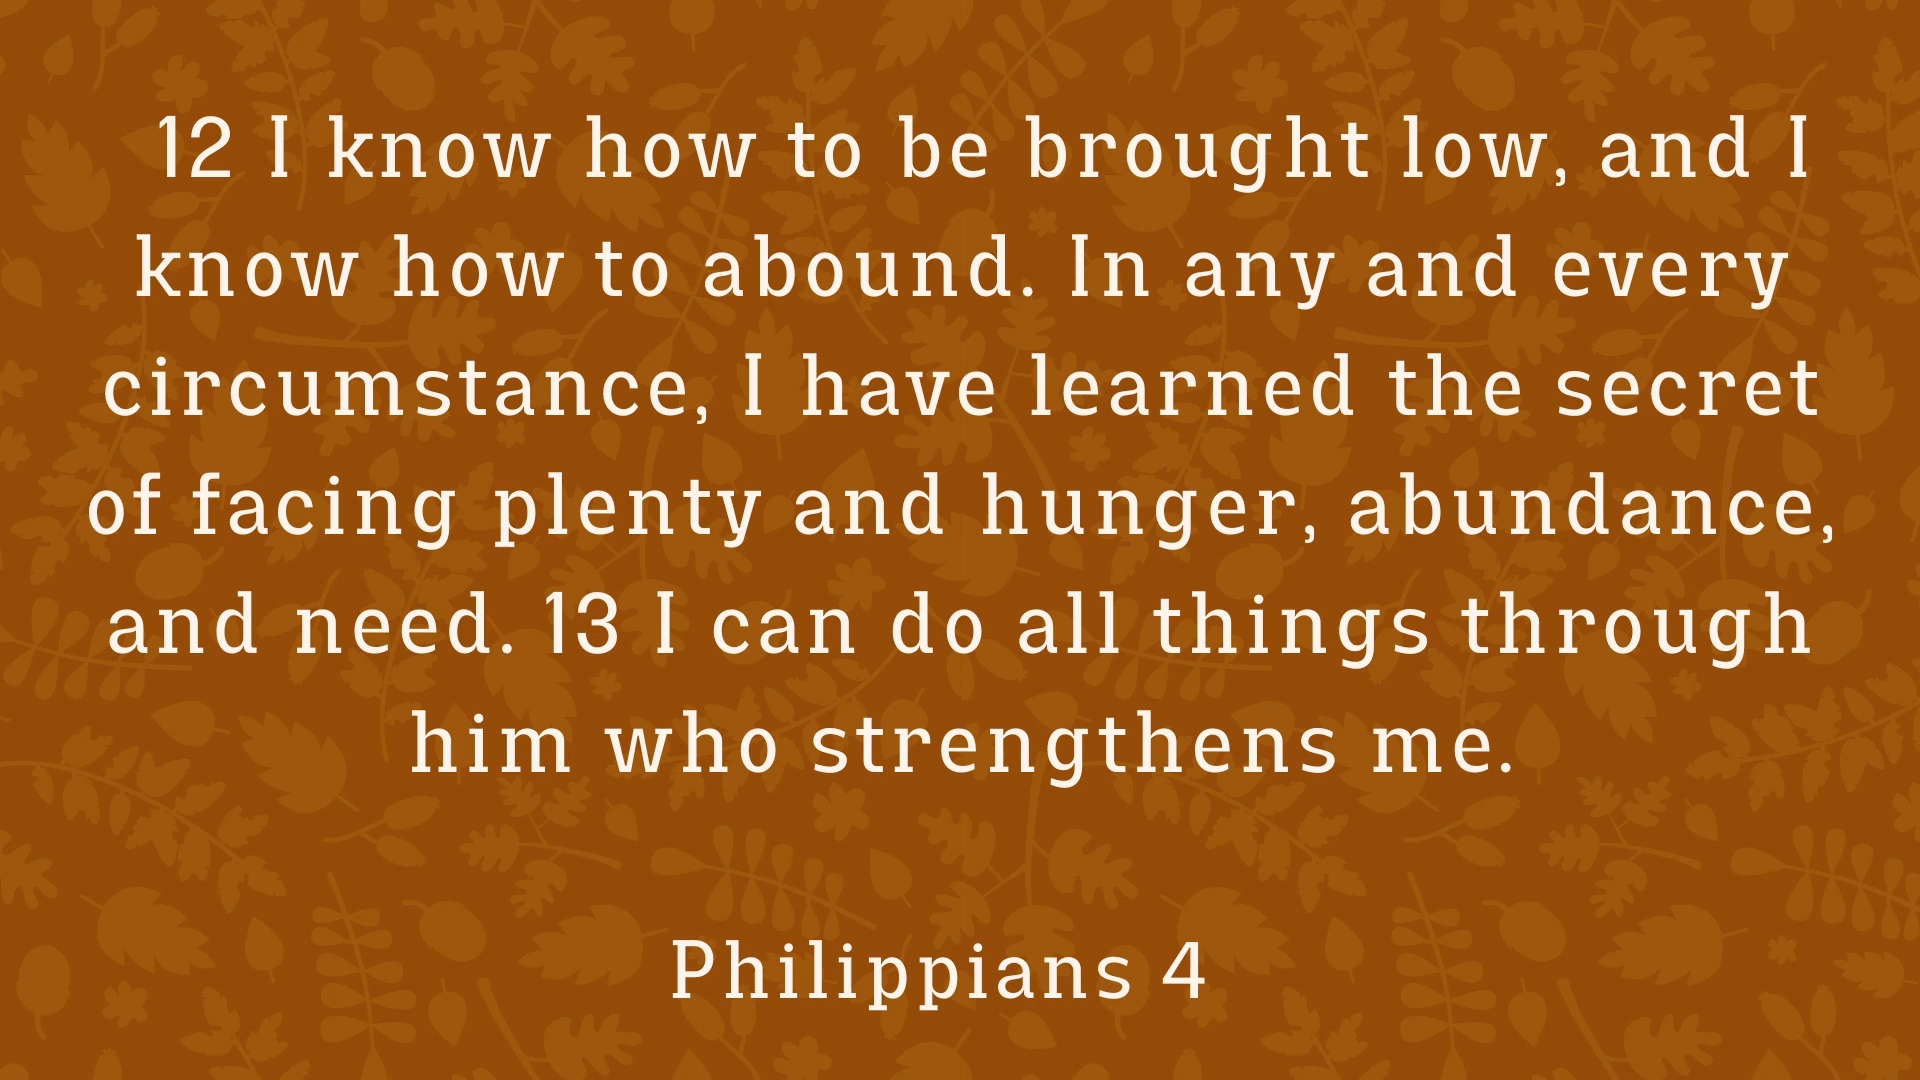 12 I know how to be brought low, and I
know how to abound. In any and every
circumstance, I have learned the secret
of facing plenty and hunger, abundance,
and need. 13 I can do all things through
him who strengthens me.
Philippians 4